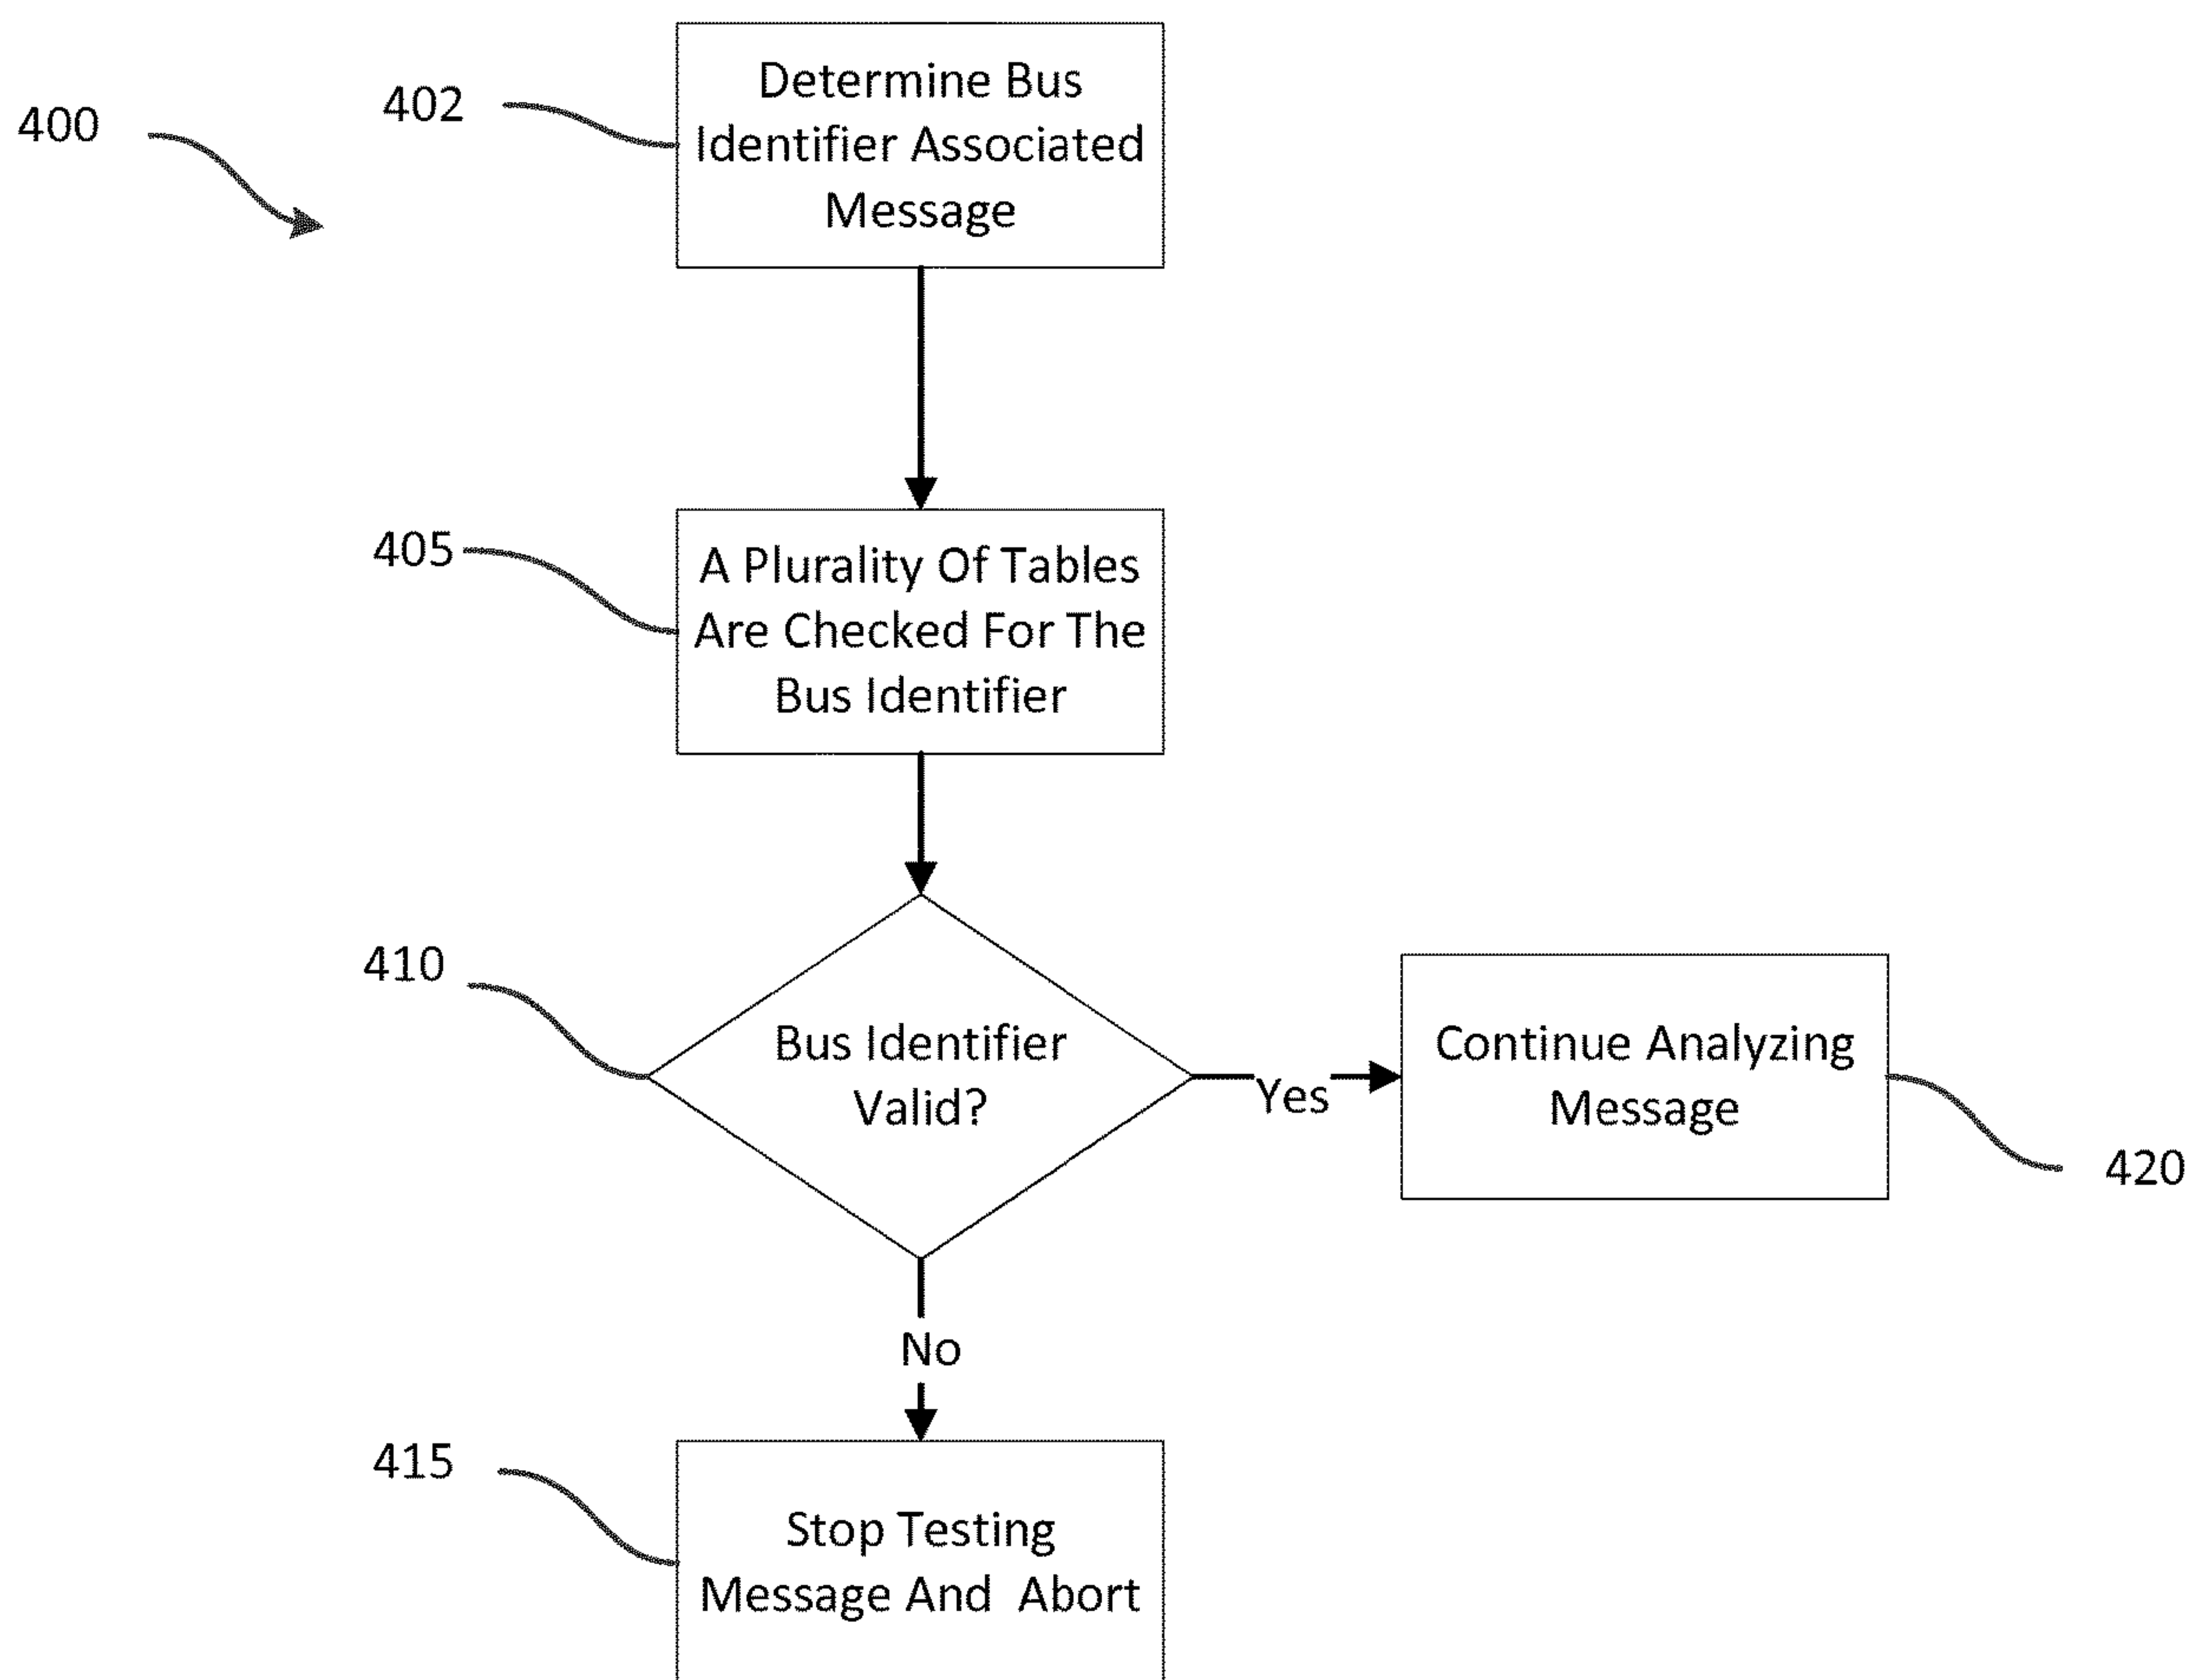 400
402
Determine Bus
Identifier Associated
Message
405
A Plurality Of Tables
Are Checked For The
Bus Identifier
410
Bus Identifier
Valid?
Yes
Continue Analyzing
Message
420
No
415
Stop Testing
Message And Abort